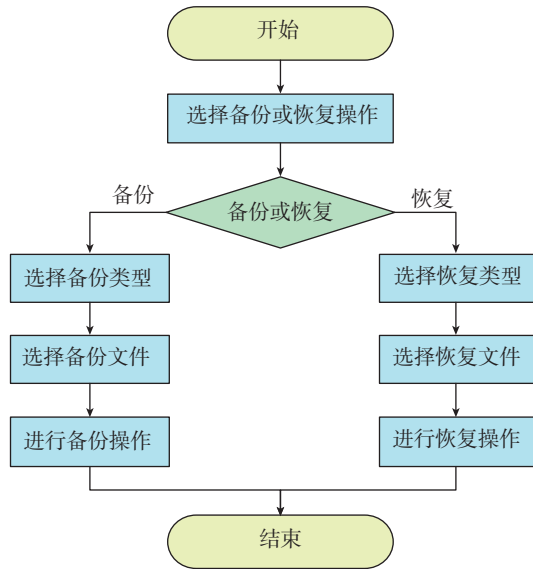 开始
选择备份或恢复操作
备份
备份或恢复
恢复
选择备份类型
选择恢复类型
选择备份文件
选择恢复文件
进行备份操作
进行恢复操作
结束